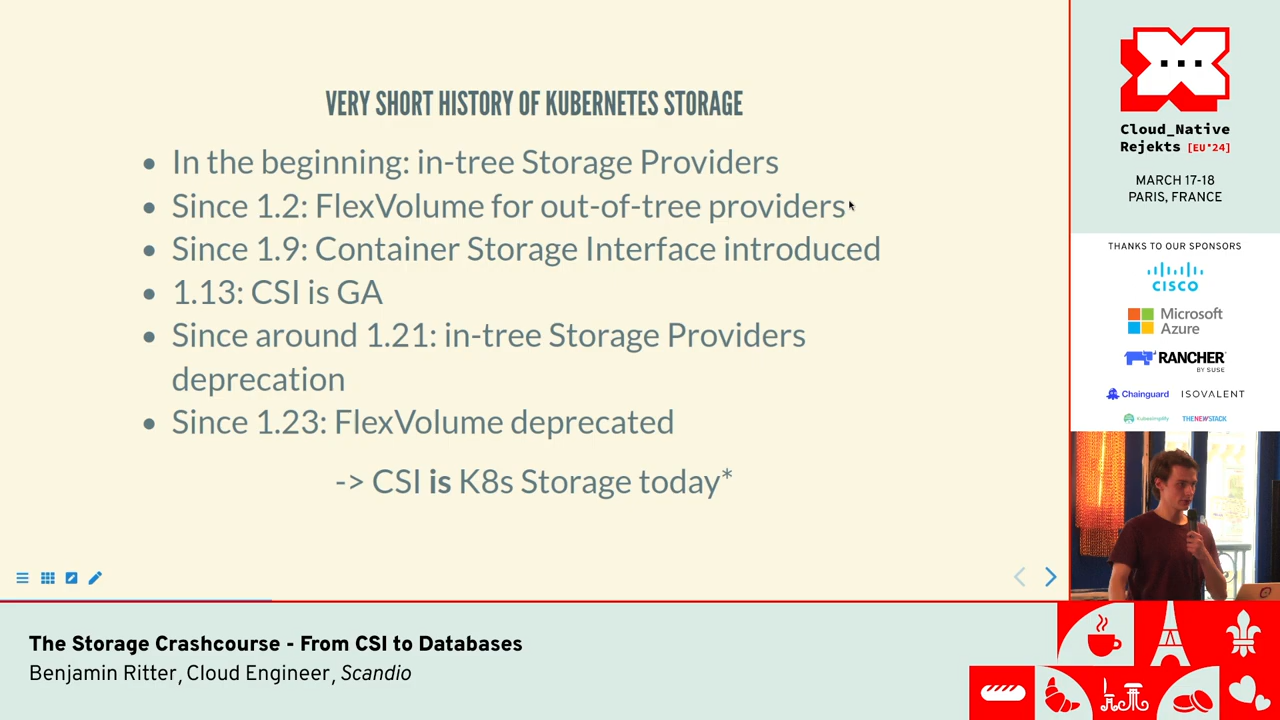 VERY SHORT HISTORY OF KUBERNETES STORAGE
In the beginning: in-tree Storage Providers
Since 1.2: FlexVolume for out-of-tree providers
Since 1.9: Container Storage Interface introduced
1.13: CSI is GA
Since around 1.21: in-tree Storage Providers
deprecation
Since 1.23: FlexVolume deprecated
-> CSI is K8s Storage today*
Cloud_Native
Rejekts [EU*24]
MARCH 17-18
PARIS, FRANCE
THANKS TO OUR SPONSORS
CISCO
Microsoft
Azure
RANCHER
BY SUSE
Chainguard ISOVALENT
Kubesimplify THENEWSTACK
The Storage Crashcourse - From CSI to Databases
Benjamin Ritter, Cloud Engineer, Scandio